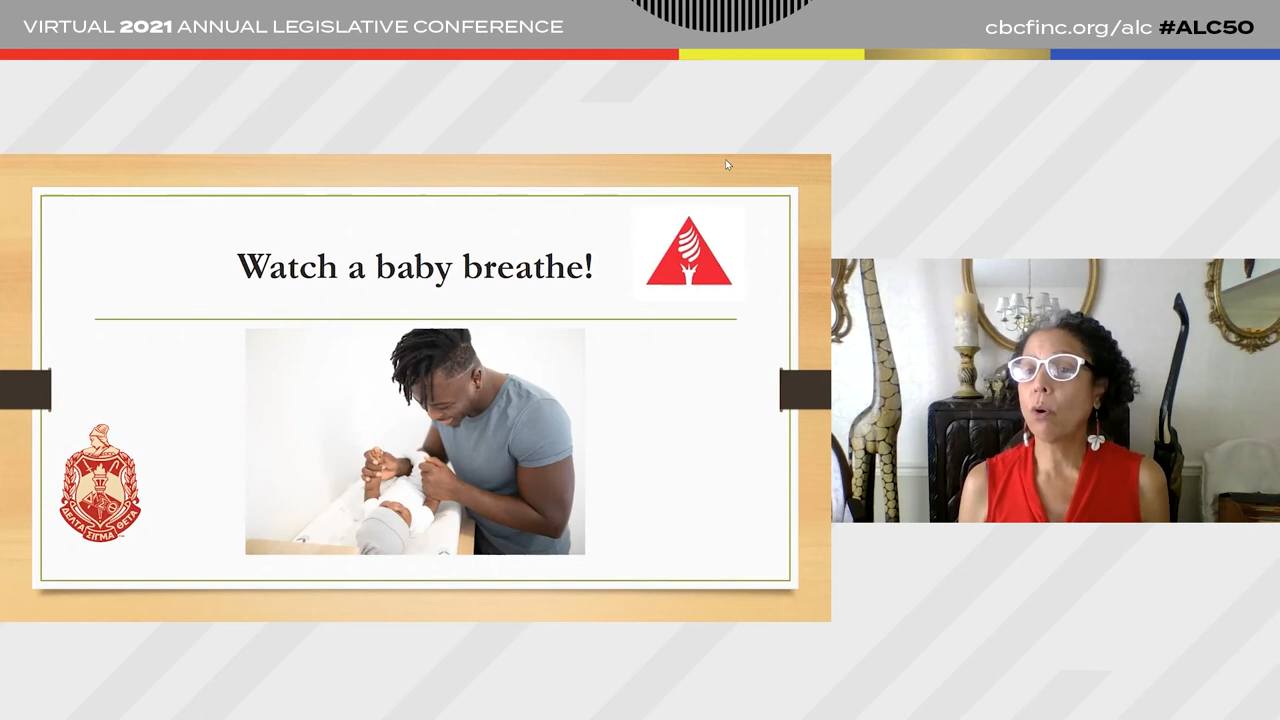 VIRTUAL 2021 ANNUAL LEGISLATIVE CONFERENCE
cbcfinc.org/alc #ALC50
Watch a baby breathe!
ΔΕΛΤΑ ΣΙΓΜΑ ΘΕΤΑ